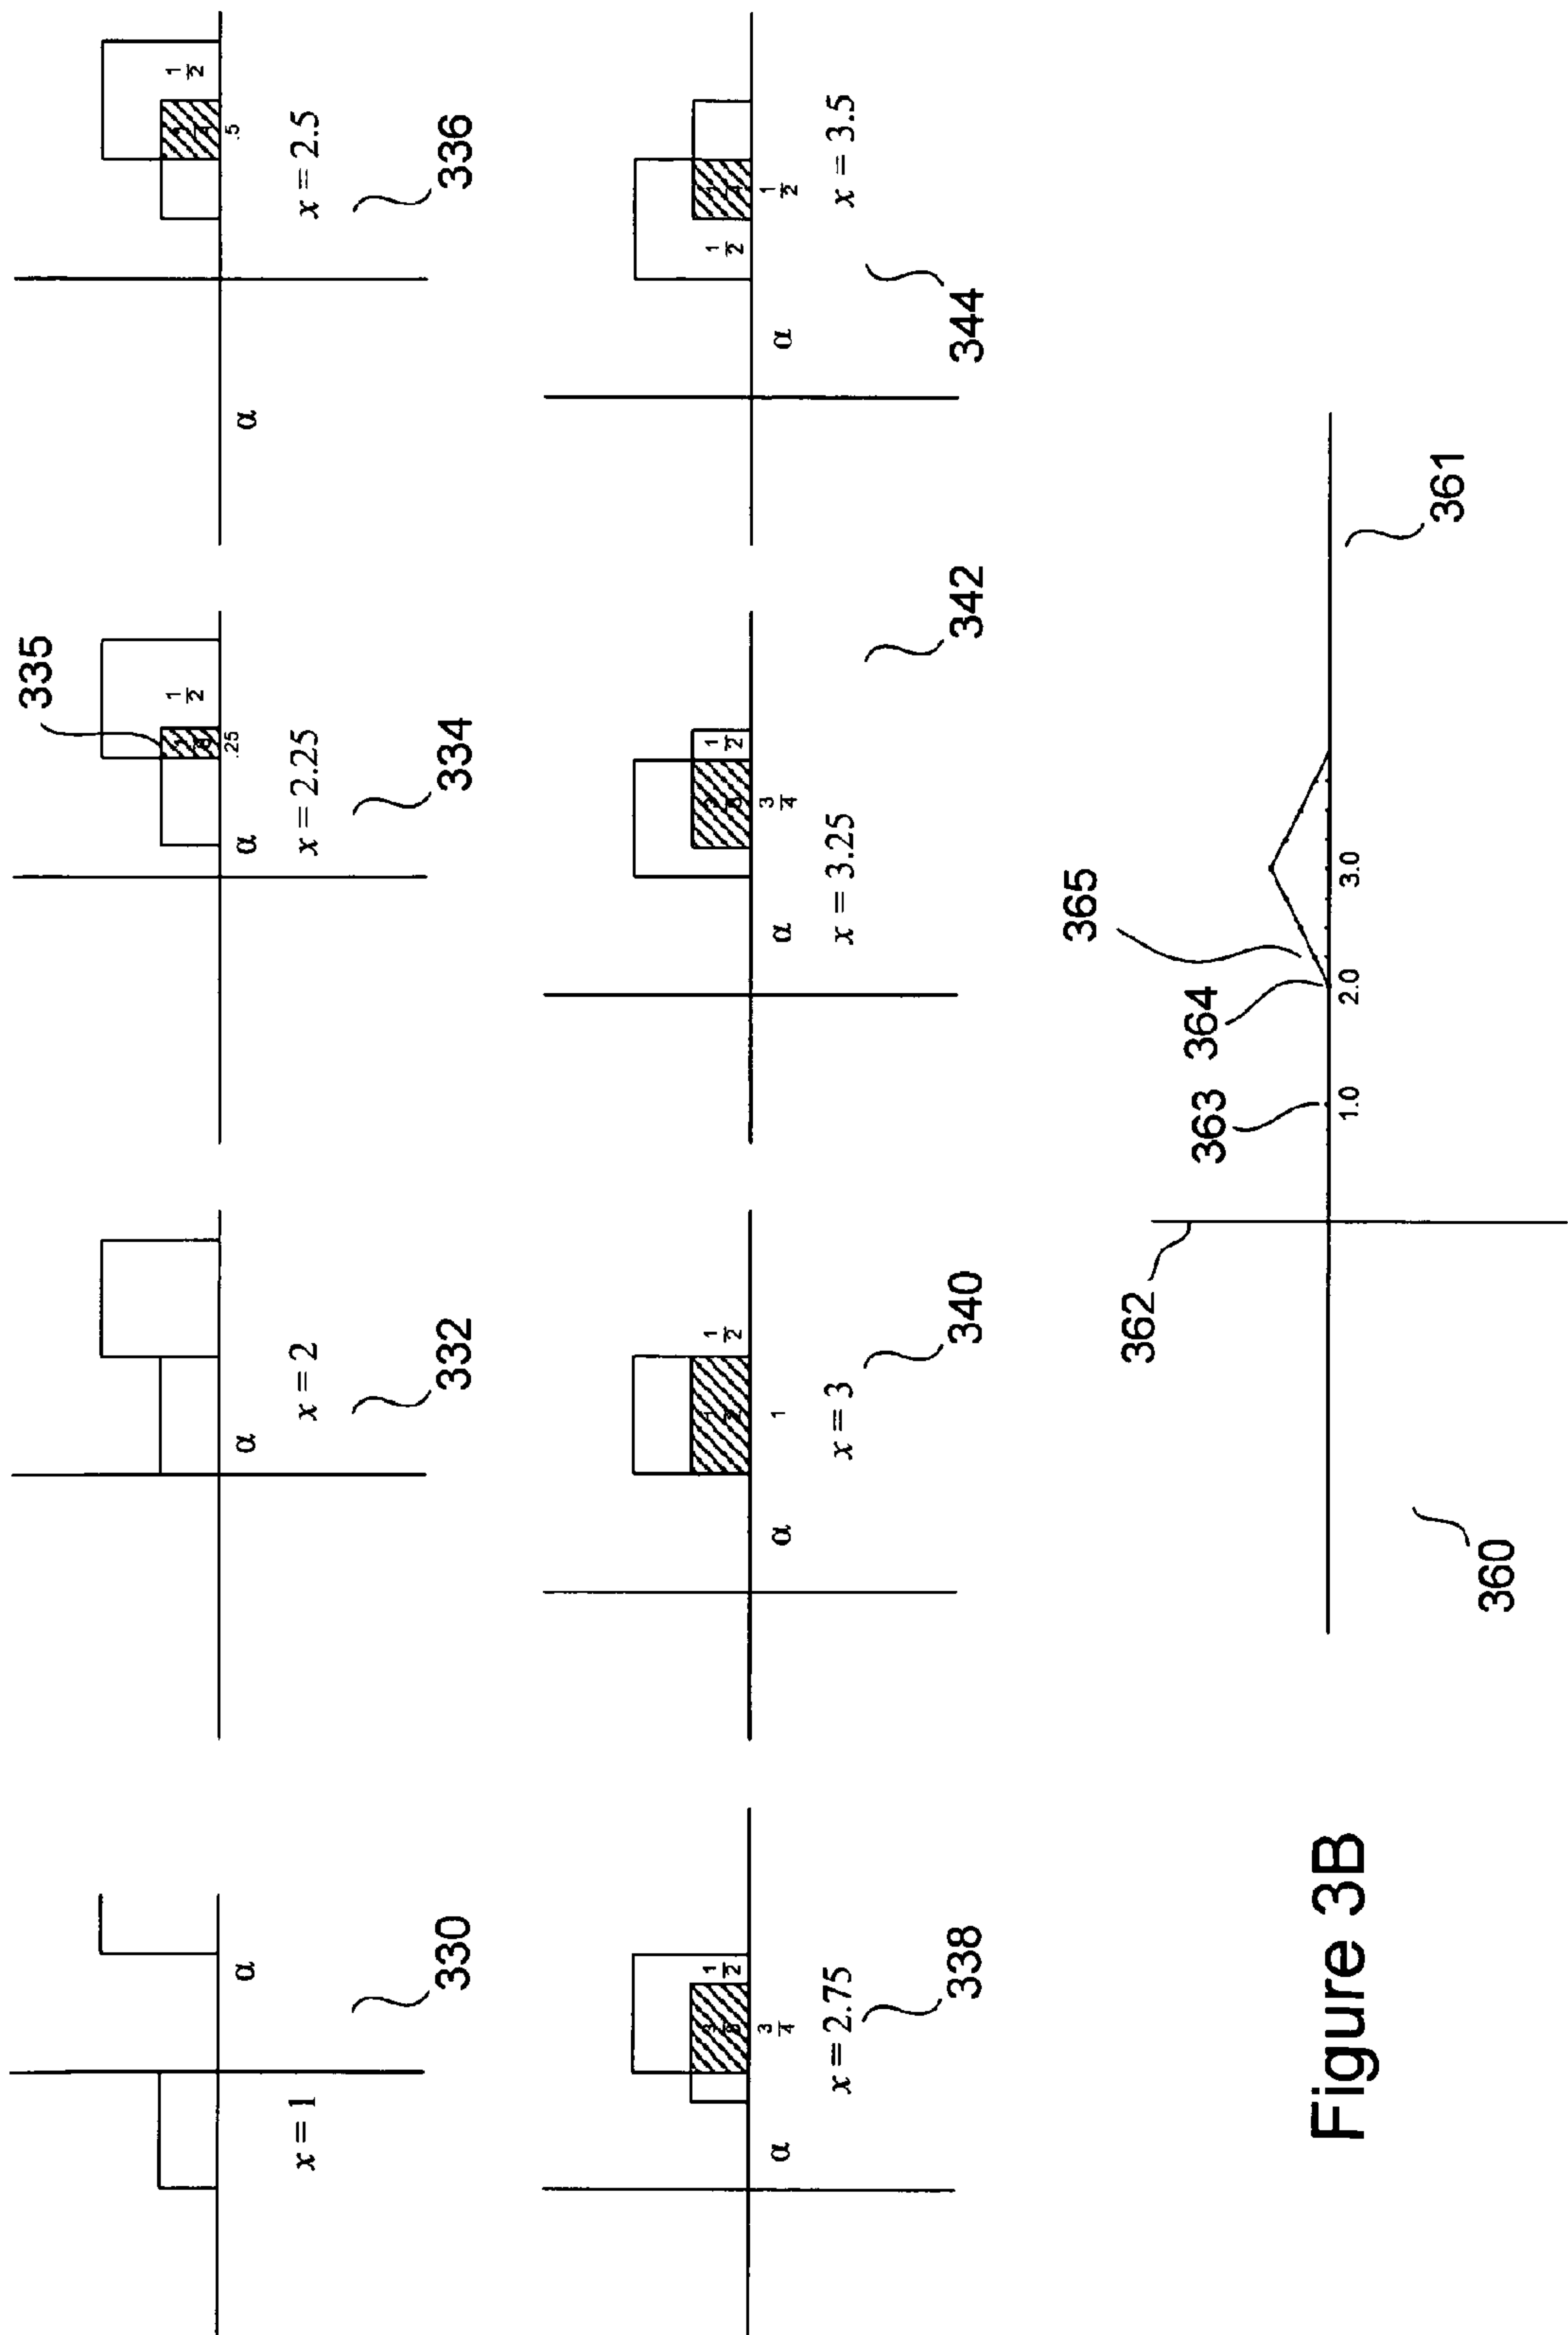 α
x = 1
330
α
x = 2
332
335
1/2
.25
α
x = 2.25
334
1/2
.5
α
x = 2.5
336
1/2
3/4
α
x = 2.75
338
1/2
1
α
x = 3
340
1/2
3/4
α
x = 3.25
342
1/2
1/2
α
x = 3.5
344
362
363
364
365
1.0
2.0
3.0
361
360
Figure 3B